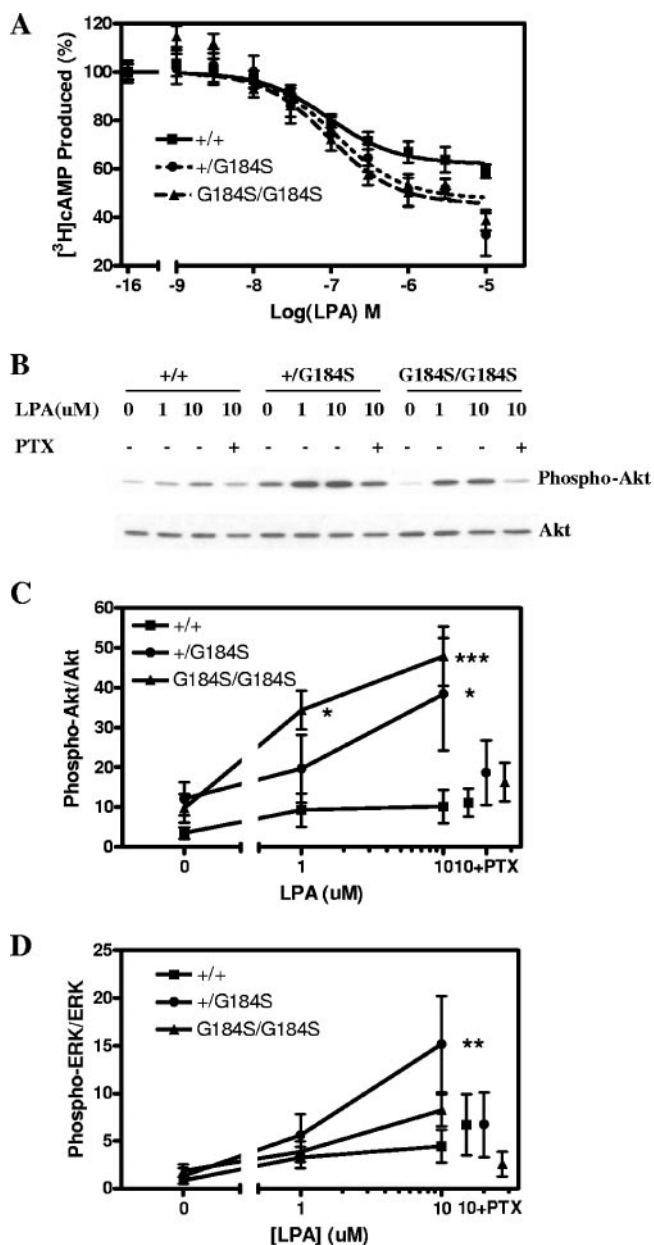 A
[³H]cAMP Produced (%)
120
100
80
60
40
20
+/+
+/G184S
G184S/G184S
-16 -9 -8 -7 -6 -5
Log(LPA) M
B
+/+ +/G184S G184S/G184S
LPA(uM) 0 1 10 10 0 1 10 10 0 1 10 10
PTX - - - + - - - + - - - +
Phospho-Akt
Akt
C
Phospho-Akt/Akt
60
50
40
30
20
10
0
+/+
+/G184S
G184S/G184S
*
***
*
0 1 1010+PTX
LPA (uM)
D
Phospho-ERK/ERK
25
20
15
10
5
0
+/+
+/G184S
G184S/G184S
**
0 1 10 10+PTX
[LPA] (uM)